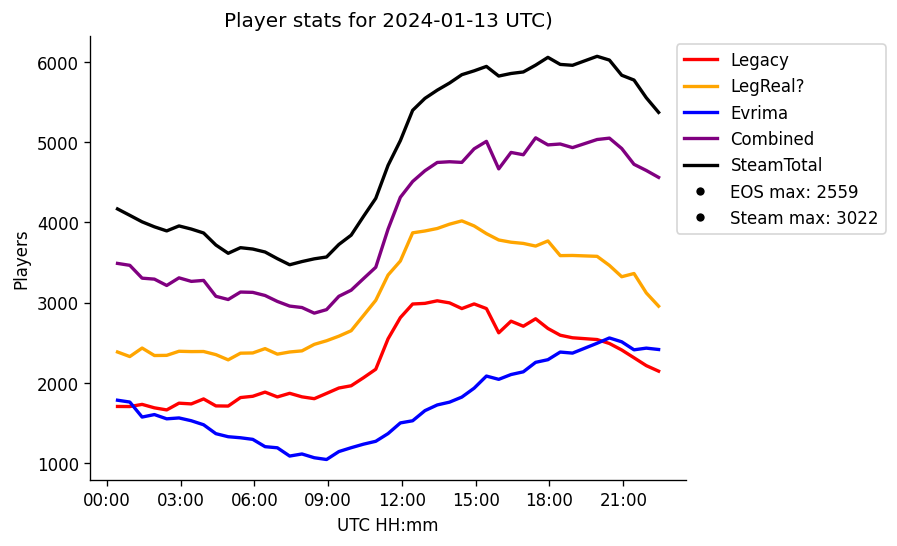 Player stats for 2024-01-13 UTC)
Players
6000
5000
4000
3000
2000
1000
00:00 03:00 06:00 09:00 12:00 15:00 18:00 21:00
UTC HH:mm
Legacy
LegReal?
Evrima
Combined
SteamTotal
EOS max: 2559
Steam max: 3022